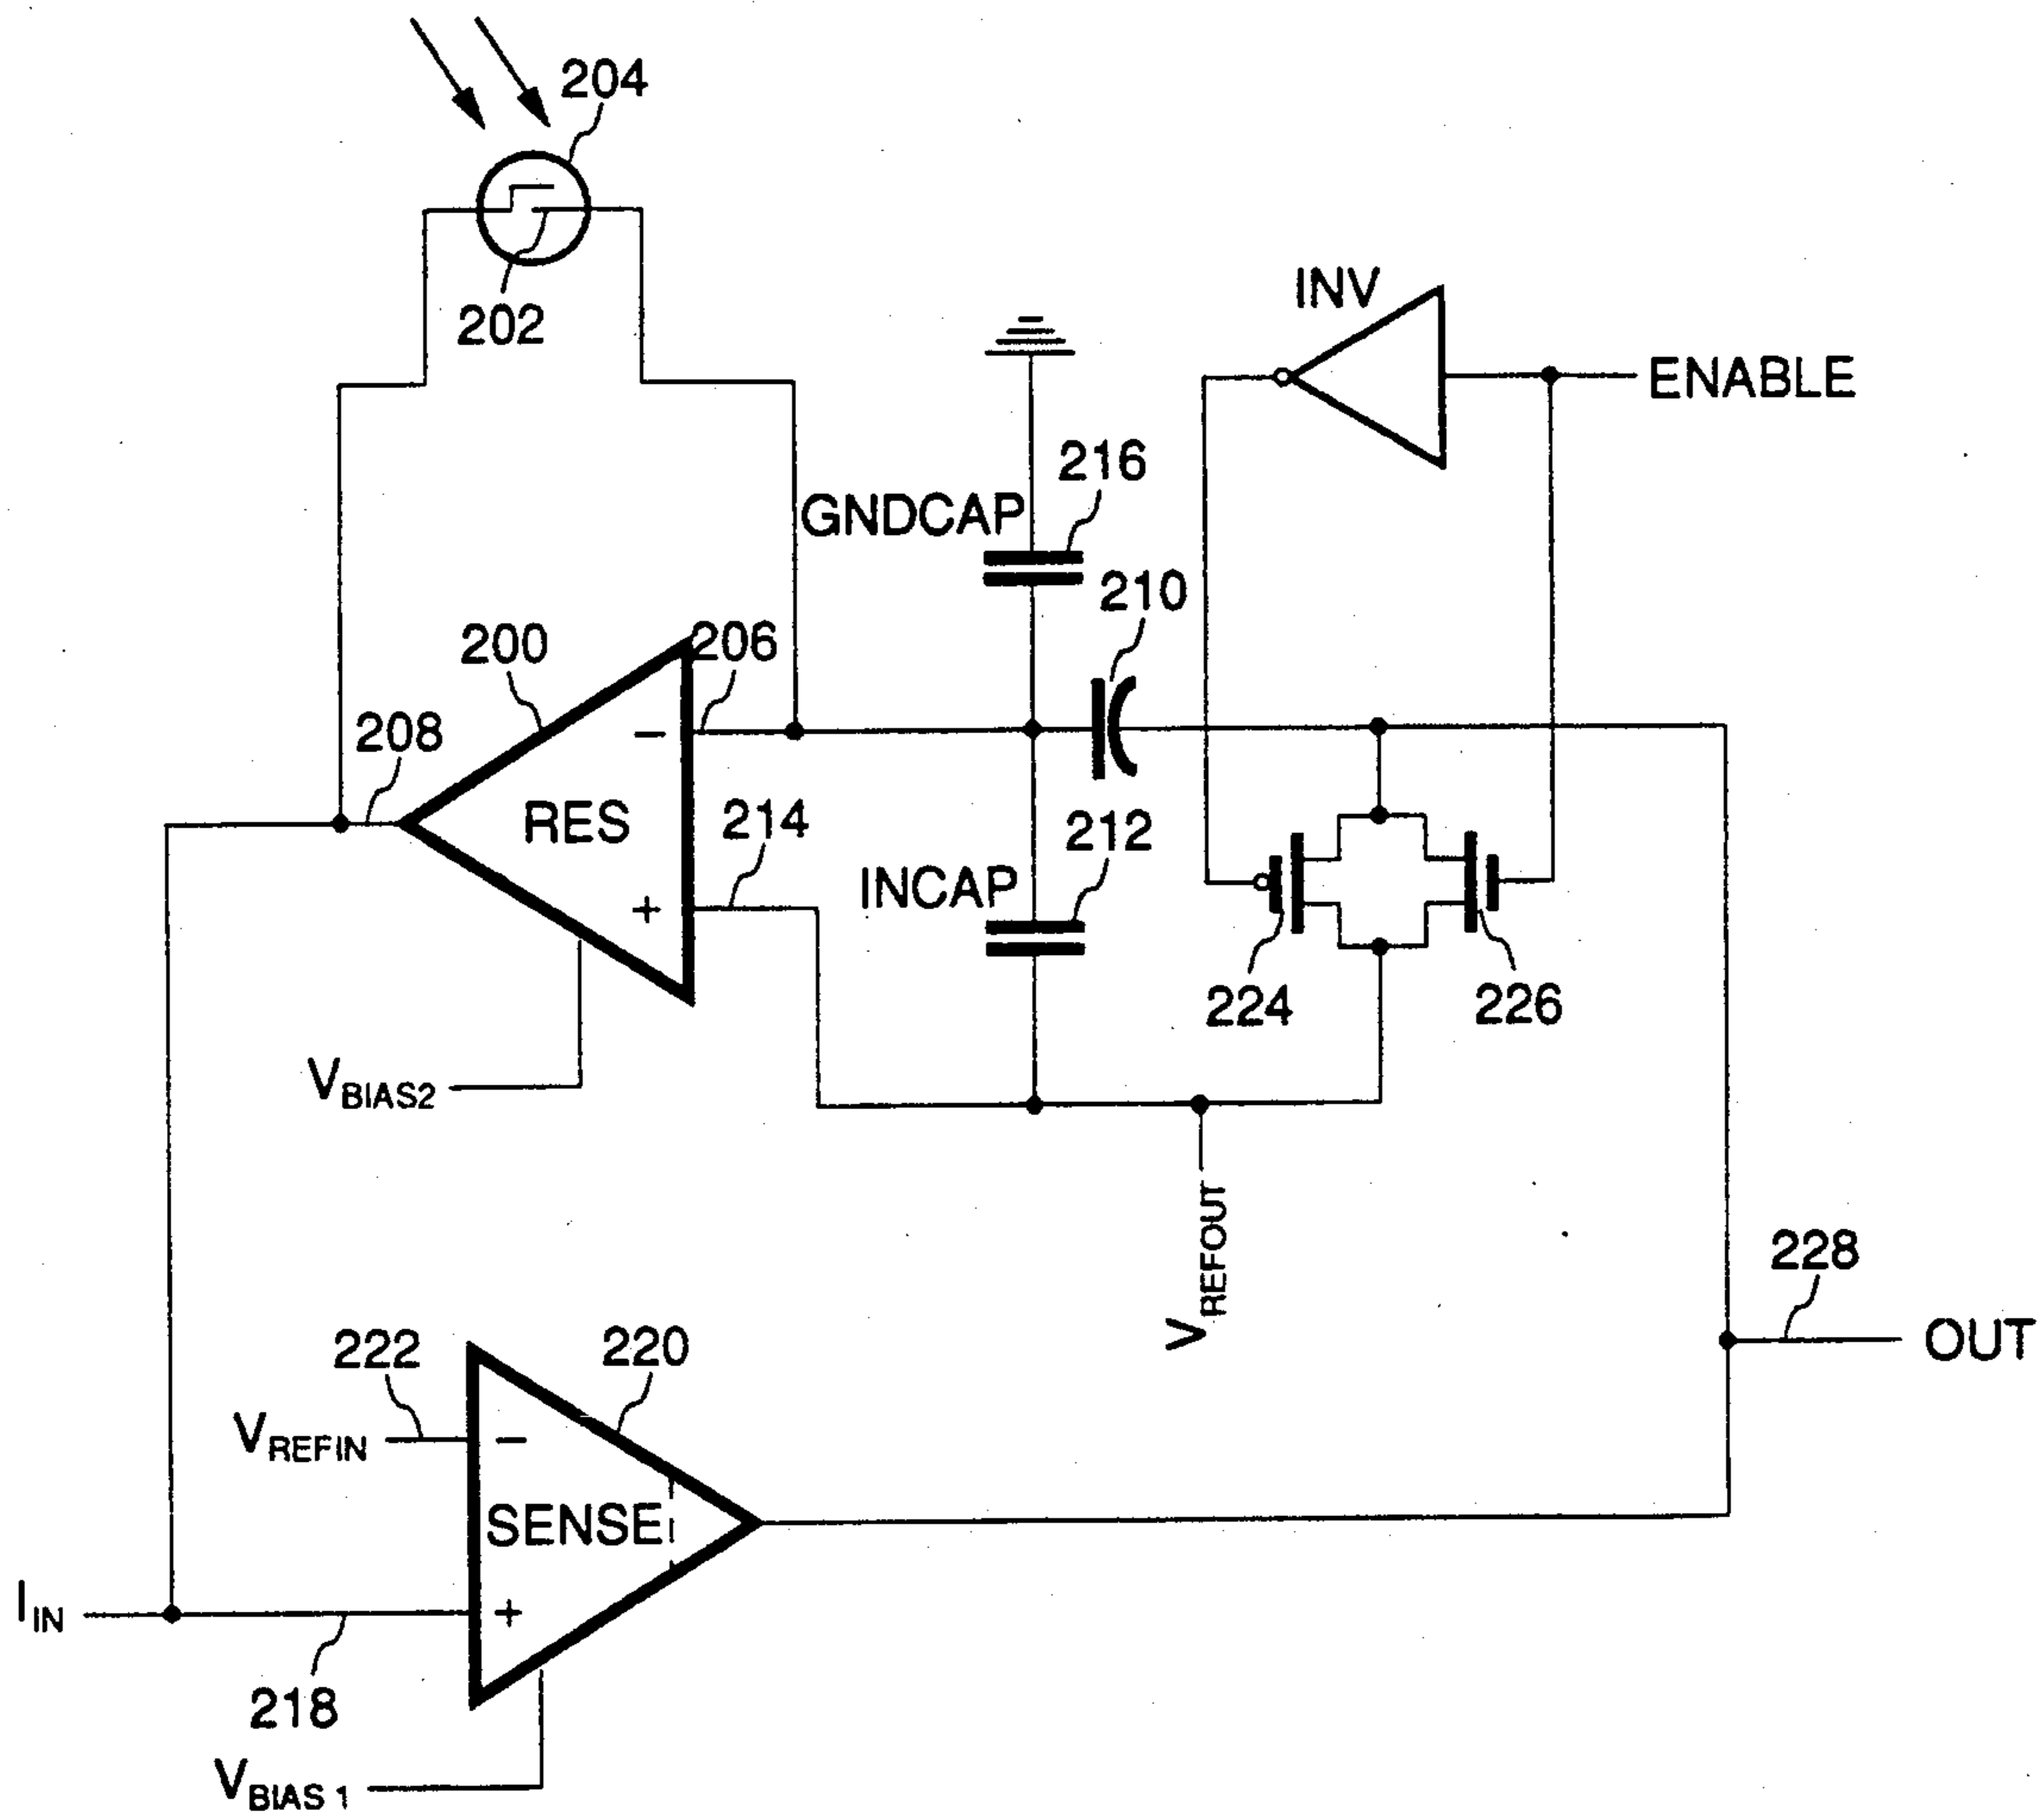 204
202
INV
ENABLE
216
GNDCAP
210
200
206
208
RES
214
212
INCAP
−
+
224
226
VBIAS2
VREFOUT
228
OUT
222
220
VREFIN
−
SENSE
IIN
+
218
VBIAS 1